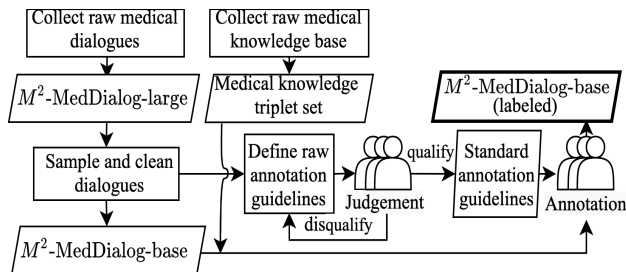 Collect raw medical
dialogues
Collect raw medical
knowledge base
M²-MedDialog-large
Medical knowledge
triplet set
M²-MedDialog-base
(labeled)
Sample and clean
dialogues
Define raw
annotation
guidelines
Judgement
qualify
disqualify
Standard
annotation
guidelines
Annotation
M²-MedDialog-base